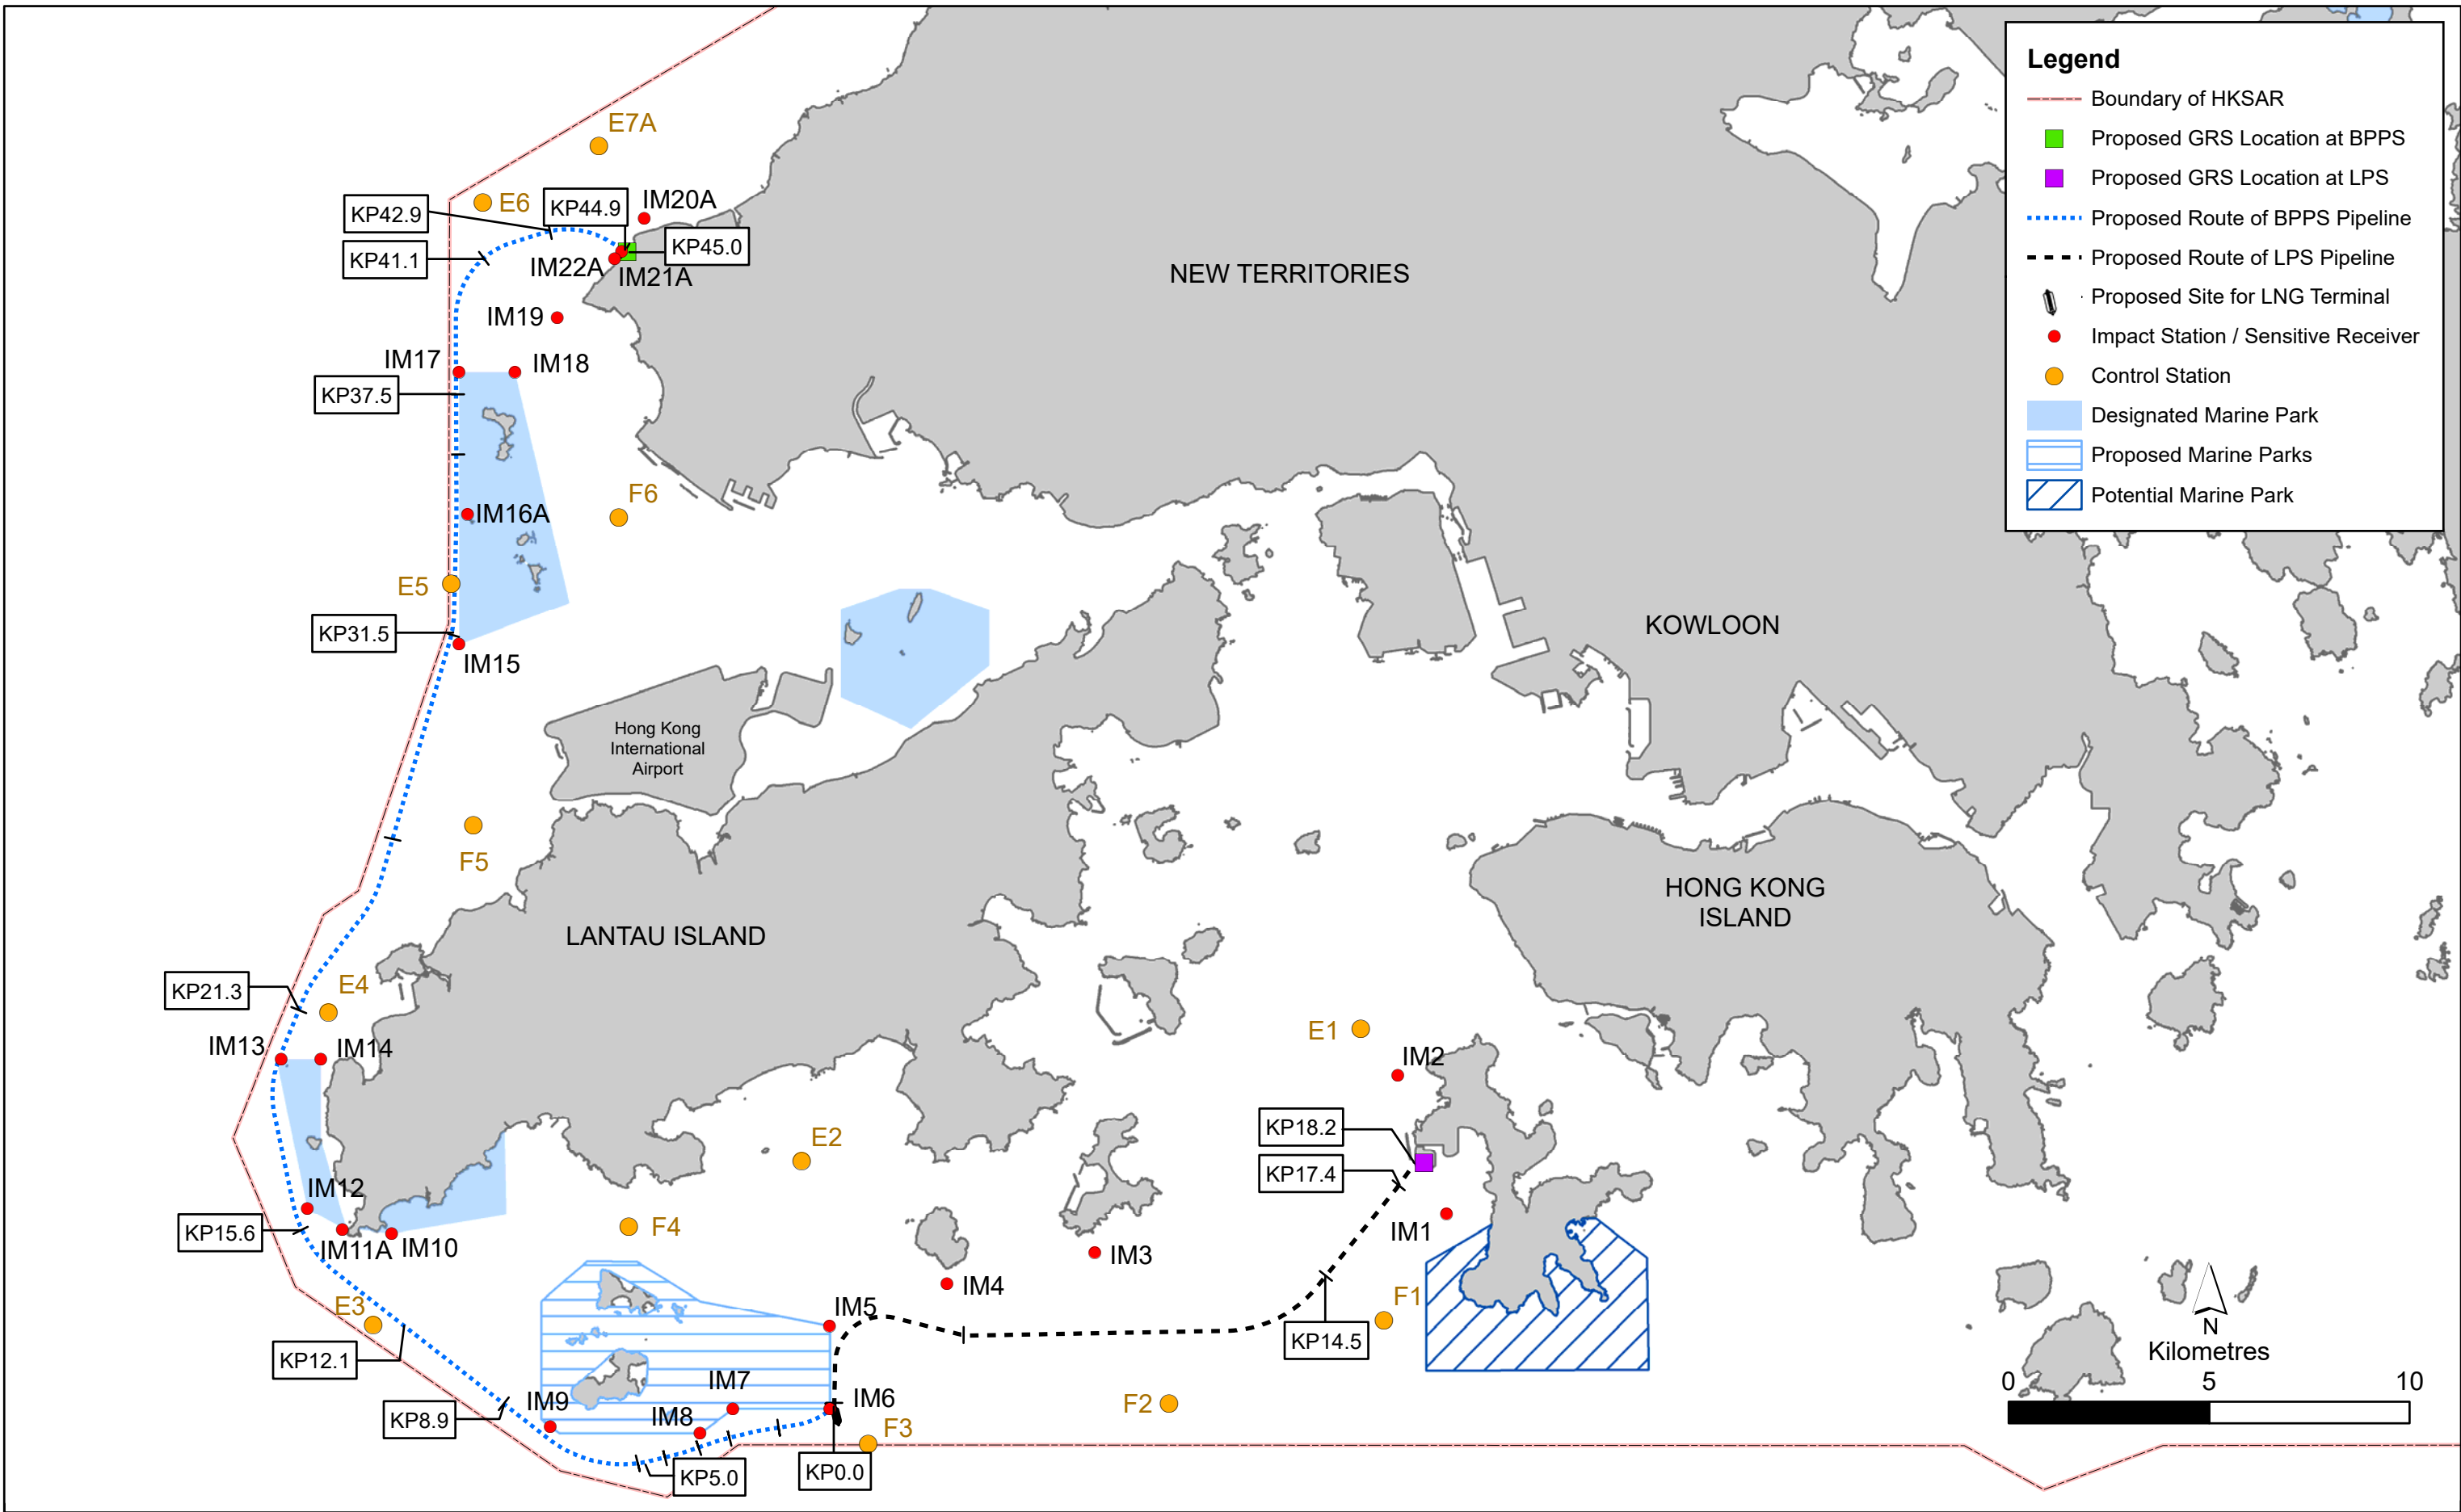 Legend
Boundary of HKSAR
Proposed GRS Location at BPPS
Proposed GRS Location at LPS
Proposed Route of BPPS Pipeline
Proposed Route of LPS Pipeline
Proposed Site for LNG Terminal
Impact Station / Sensitive Receiver
Control Station
Designated Marine Park
Proposed Marine Parks
Potential Marine Park
E7A
E6
KP42.9
KP44.9
IM20A
KP41.1
KP45.0
IM22A
IM21A
NEW TERRITORIES
IM19
IM17
IM18
KP37.5
F6
IM16A
E5
KP31.5
IM15
KOWLOON
Hong Kong
International
Airport
F5
HONG KONG
ISLAND
LANTAU ISLAND
KP21.3
E4
IM13
IM14
E1
IM2
KP18.2
E2
KP17.4
IM12
KP15.6
IM11A
IM10
F4
IM1
IM3
IM4
E3
IM5
F1
KP14.5
KP12.1
IM7
IM9
IM6
IM8
KP8.9
F2
F3
KP5.0
KP0.0
N
Kilometres
0
5
10